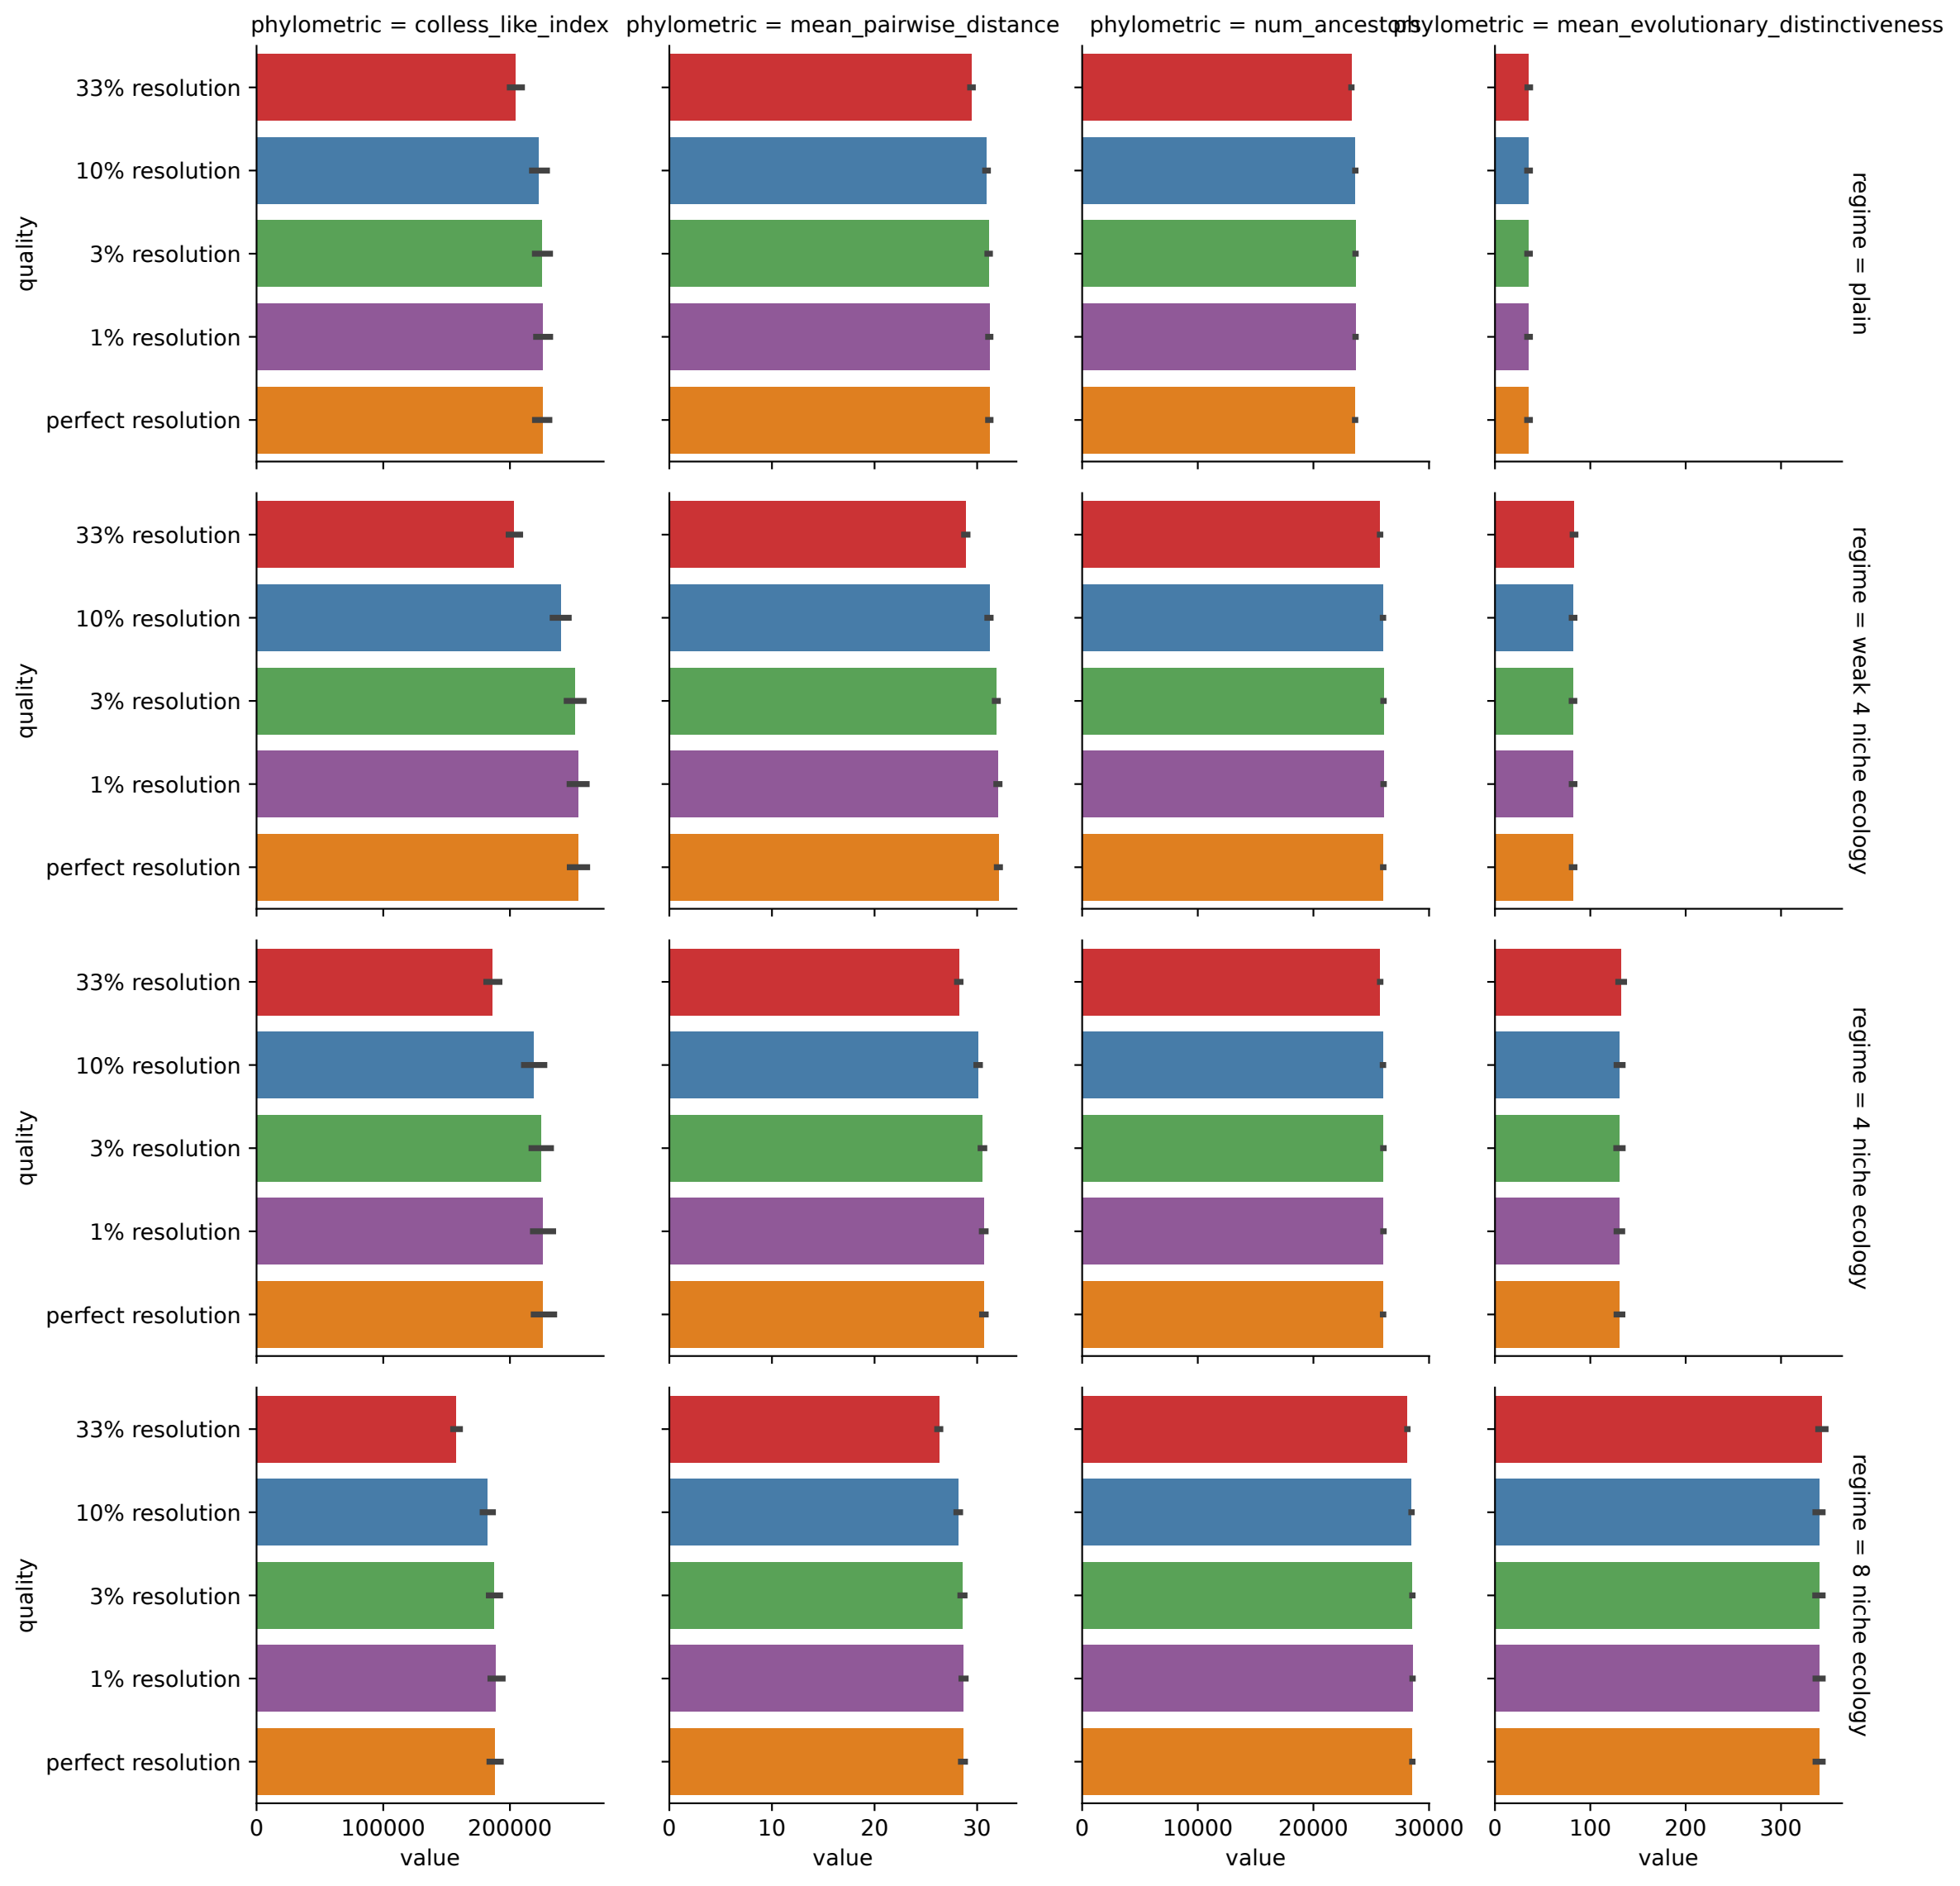 phylometric = colless_like_index
phylometric = mean_pairwise_distance
phylometric = num_ancestors
phylometric = mean_evolutionary_distinctiveness
quality
33% resolution
10% resolution
3% resolution
1% resolution
perfect resolution
regime = plain
quality
33% resolution
10% resolution
3% resolution
1% resolution
perfect resolution
regime = weak 4 niche ecology
quality
33% resolution
10% resolution
3% resolution
1% resolution
perfect resolution
regime = 4 niche ecology
quality
33% resolution
10% resolution
3% resolution
1% resolution
perfect resolution
regime = 8 niche ecology
0 100000 200000
0 10 20 30
0 10000 20000 30000
0 100 200 300
value
value
value
value